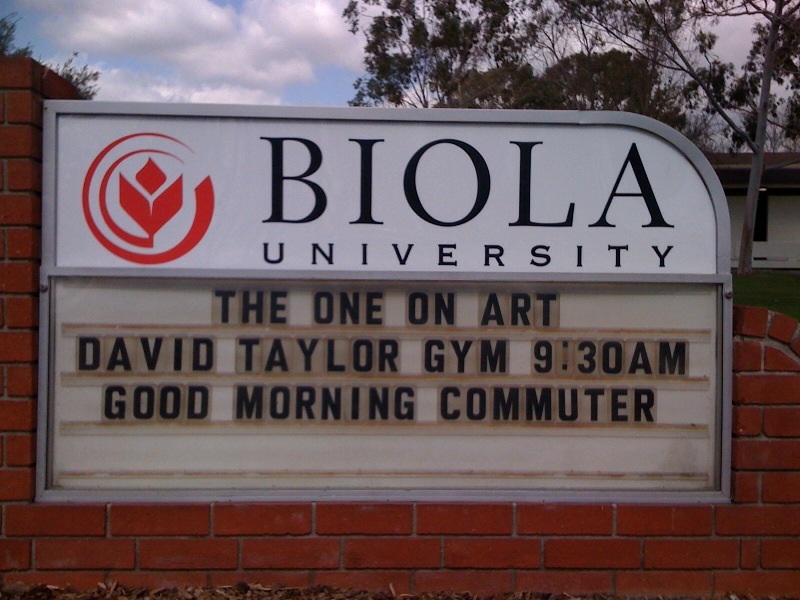 BIOLA
UNIVERSITY
THE ONE ON ART
DAVID TAYLOR GYM 9:30AM
GOOD MORNING COMMUTER